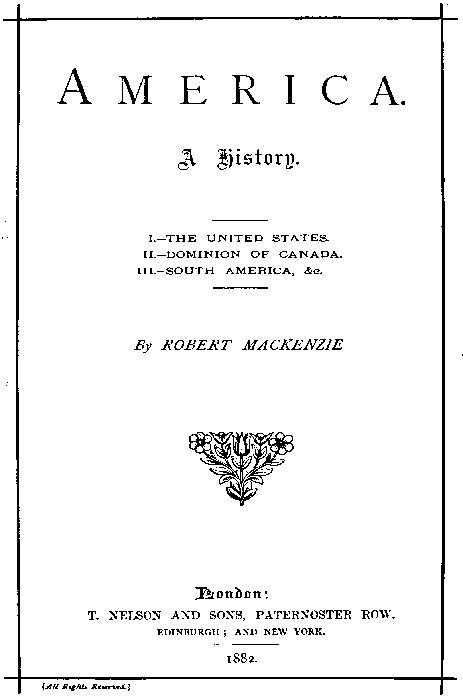 AMERICA.
A History.
I.—THE UNITED STATES.
II.—DOMINION OF CANADA.
III.—SOUTH AMERICA, &c.
By ROBERT MACKENZIE
London:
T. NELSON AND SONS, PATERNOSTER ROW.
EDINBURGH; AND NEW YORK.
1882.
[All Rights Reserved.]